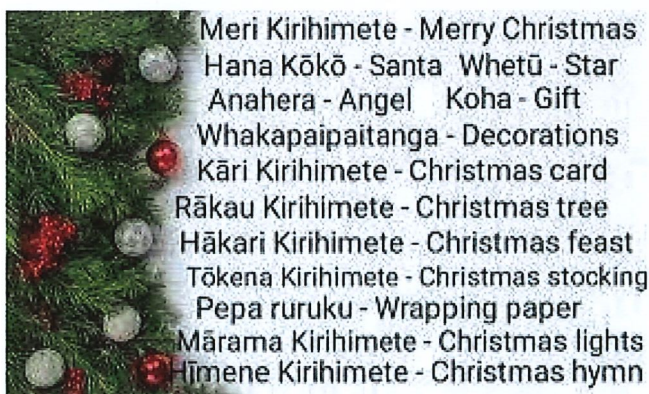 Meri Kirihimete - Merry Christmas
Hana Kōkō - Santa Whetū - Star
Anahera - Angel Koha - Gift
Whakapaipaitanga - Decorations
Kāri Kirihimete - Christmas card
Rākau Kirihimete - Christmas tree
Hākari Kirihimete - Christmas feast
Tōkena Kirihimete - Christmas stocking
Pepa ruruku - Wrapping paper
Mārama Kirihimete - Christmas lights
Hīmene Kirihimete - Christmas hymn